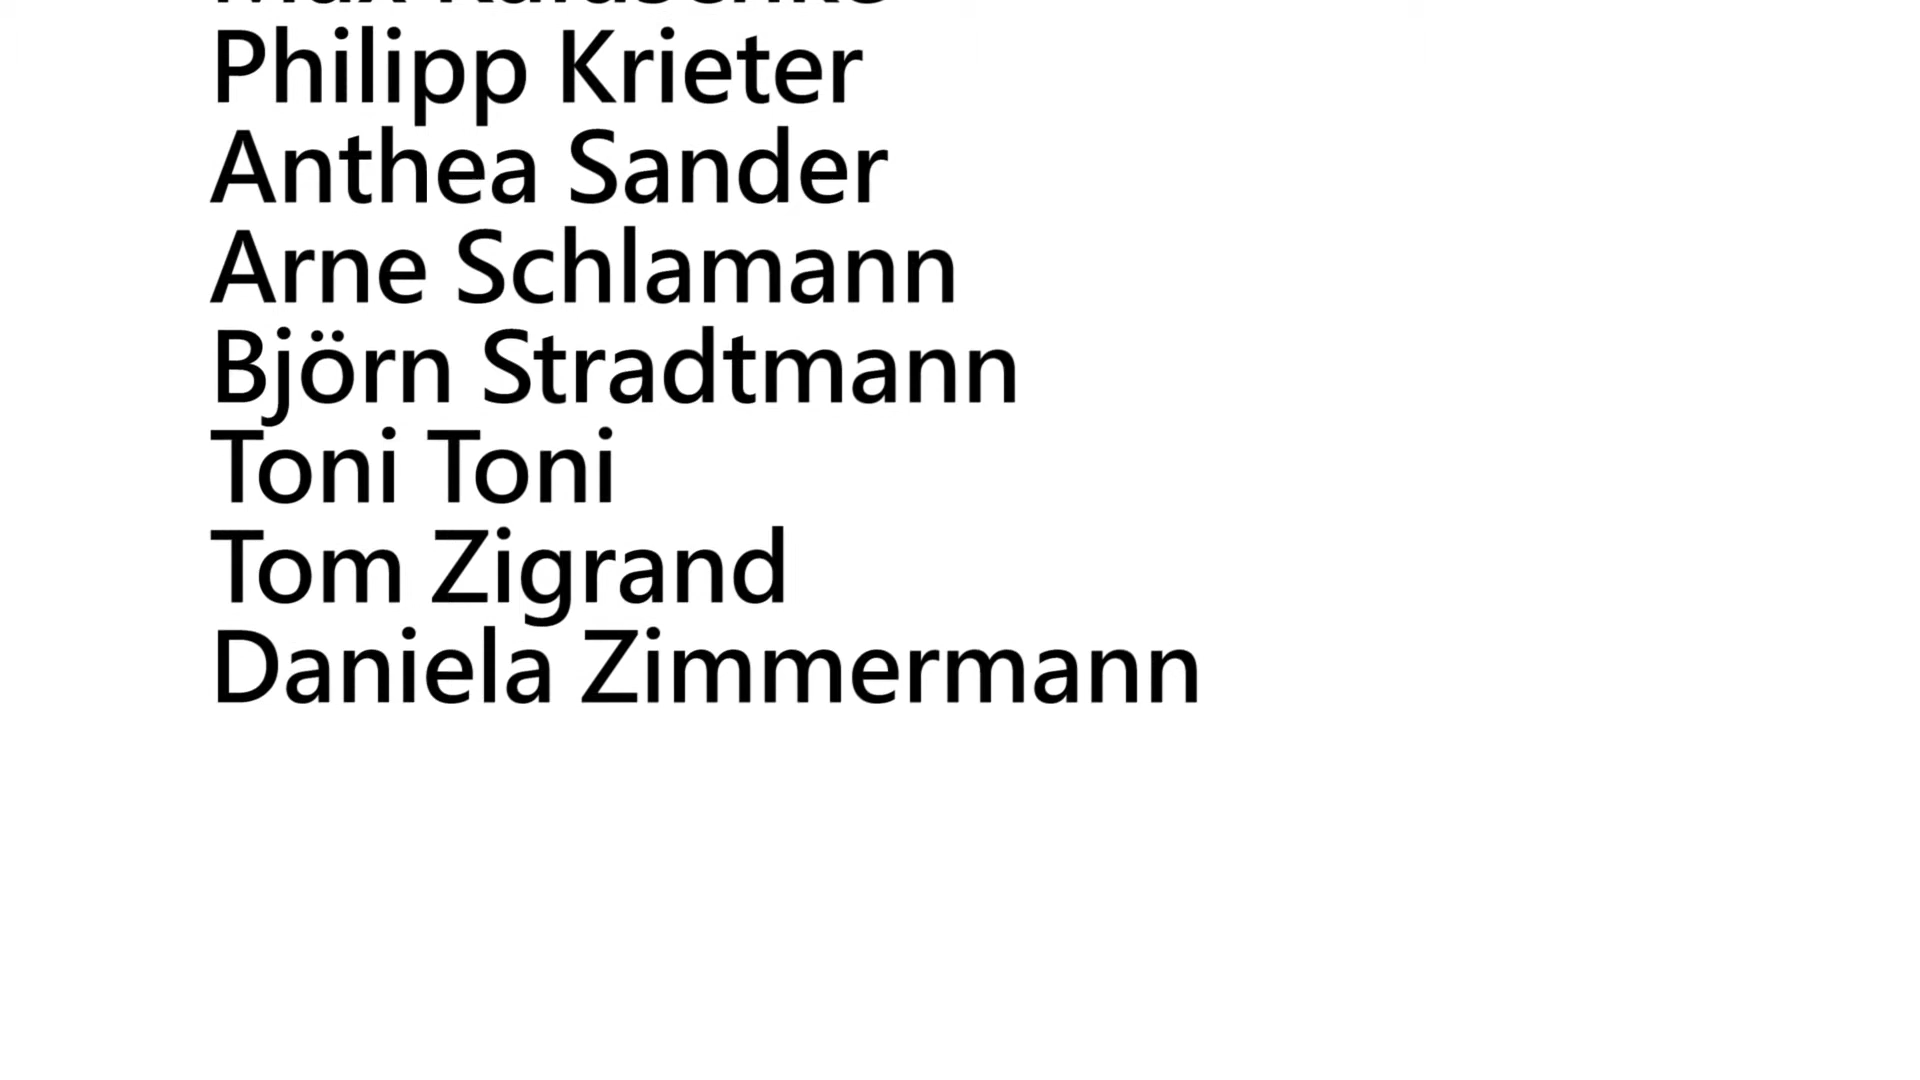 Philipp Krieter
Anthea Sander
Arne Schlamann
Björn Stradtmann
Toni Toni
Tom Zigrand
Daniela Zimmermann